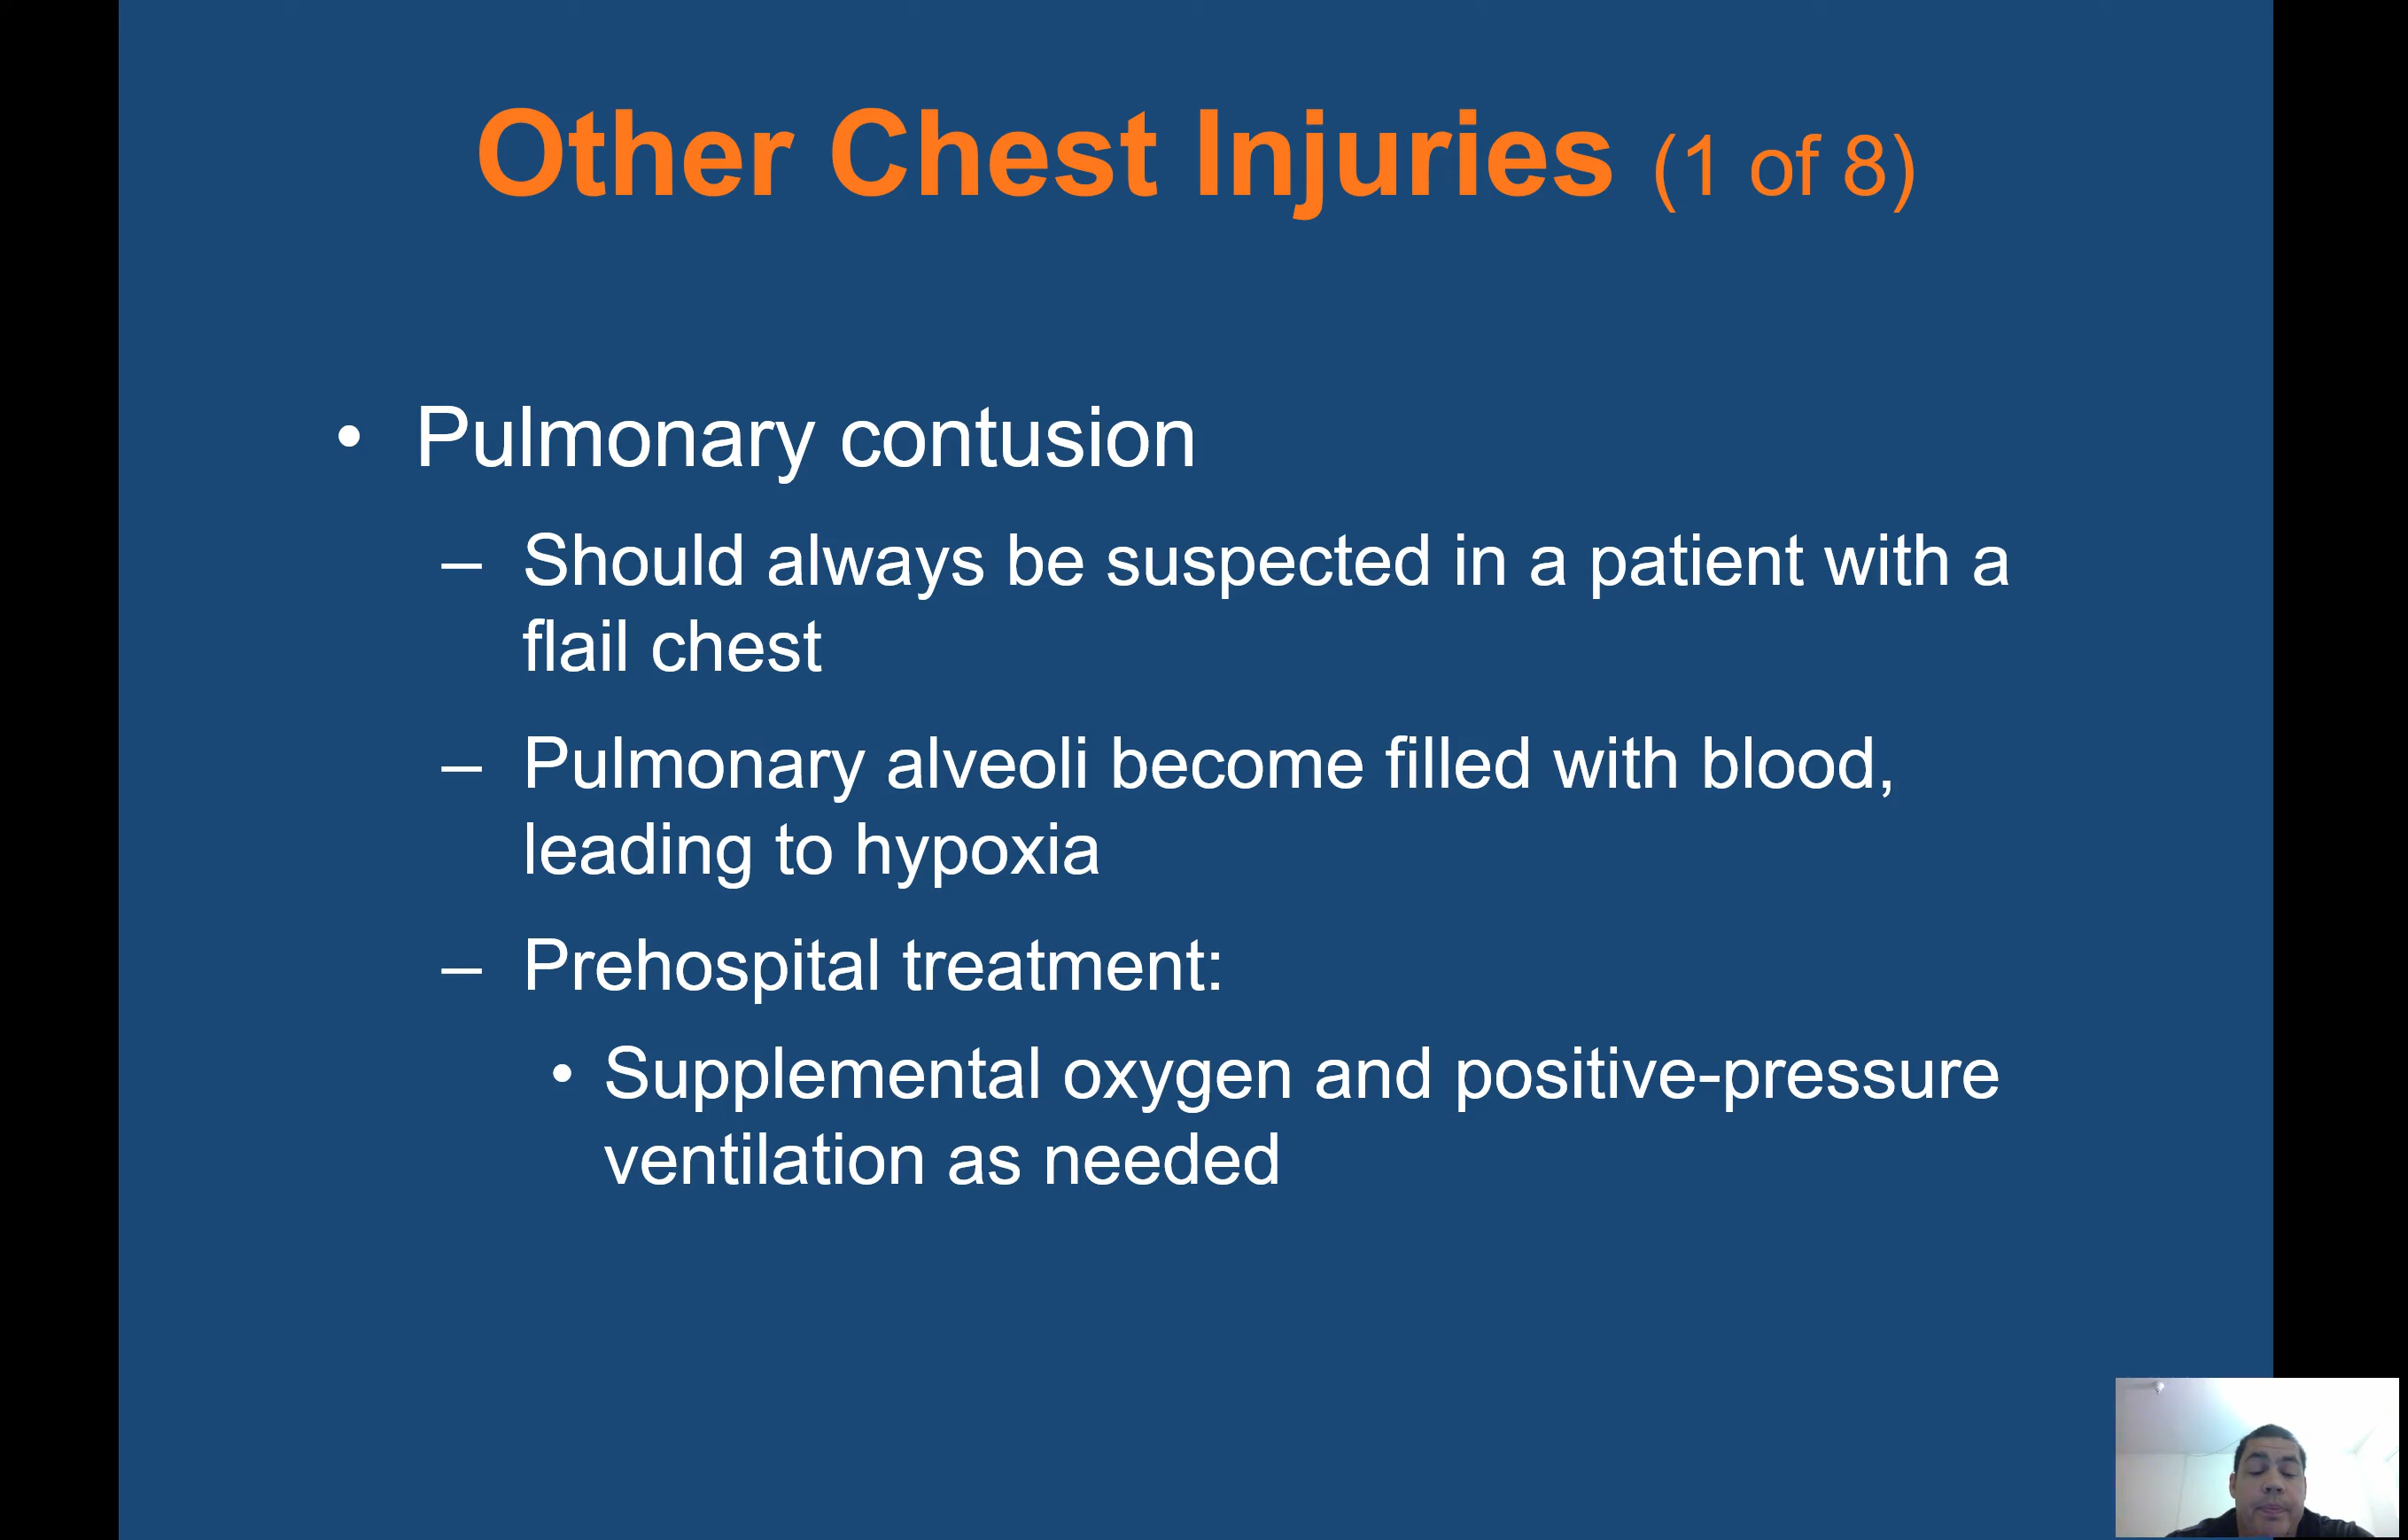 Other Chest Injuries (1 of 8)
• Pulmonary contusion
– Should always be suspected in a patient with a
flail chest
– Pulmonary alveoli become filled with blood,
leading to hypoxia
– Prehospital treatment:
• Supplemental oxygen and positive-pressure
ventilation as needed